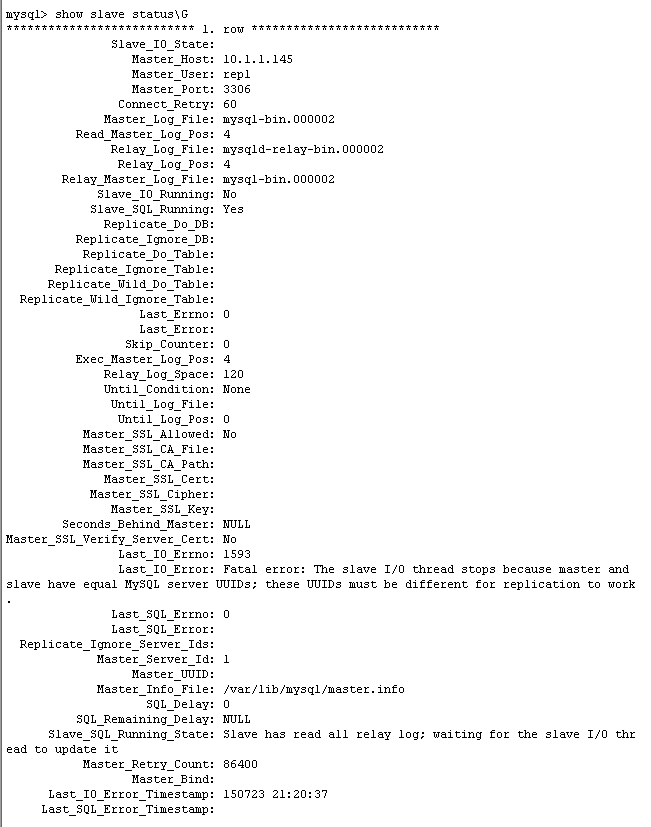 mysql> show slave status\G
*************************** 1. row ***************************
Slave_IO_State:
Master_Host: 10.1.1.145
Master_User: repl
Master_Port: 3306
Connect_Retry: 60
Master_Log_File: mysql-bin.000002
Read_Master_Log_Pos: 4
Relay_Log_File: mysqld-relay-bin.000002
Relay_Log_Pos: 4
Relay_Master_Log_File: mysql-bin.000002
Slave_IO_Running: No
Slave_SQL_Running: Yes
Replicate_Do_DB:
Replicate_Ignore_DB:
Replicate_Do_Table:
Replicate_Ignore_Table:
Replicate_Wild_Do_Table:
Replicate_Wild_Ignore_Table:
Last_Errno: 0
Last_Error:
Skip_Counter: 0
Exec_Master_Log_Pos: 4
Relay_Log_Space: 120
Until_Condition: None
Until_Log_File:
Until_Log_Pos: 0
Master_SSL_Allowed: No
Master_SSL_CA_File:
Master_SSL_CA_Path:
Master_SSL_Cert:
Master_SSL_Cipher:
Master_SSL_Key:
Seconds_Behind_Master: NULL
Master_SSL_Verify_Server_Cert: No
Last_IO_Errno: 1593
Last_IO_Error: Fatal error: The slave I/O thread stops because master and
slave have equal MySQL server UUIDs; these UUIDs must be different for replication to work
.
Last_SQL_Errno: 0
Last_SQL_Error:
Replicate_Ignore_Server_Ids:
Master_Server_Id: 1
Master_UUID:
Master_Info_File: /var/lib/mysql/master.info
SQL_Delay: 0
SQL_Remaining_Delay: NULL
Slave_SQL_Running_State: Slave has read all relay log; waiting for the slave I/O thr
ead to update it
Master_Retry_Count: 86400
Master_Bind:
Last_IO_Error_Timestamp: 150723 21:20:37
Last_SQL_Error_Timestamp: